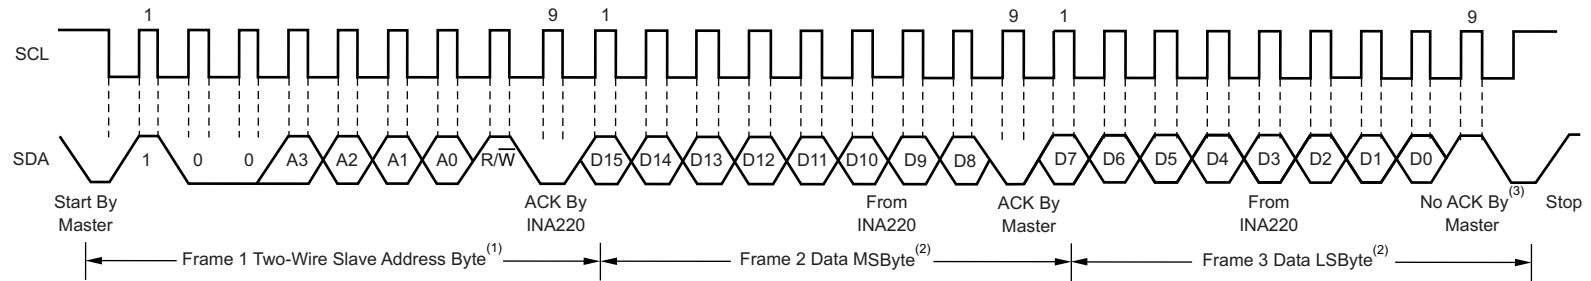 1 9 1 9 1 9
SCL
SDA 1 0 0 A3 A2 A1 A0 R/W̅ D15 D14 D13 D12 D11 D10 D9 D8 D7 D6 D5 D4 D3 D2 D1 D0
Start By
Master
ACK By
INA220
From
INA220
ACK By
Master
From
INA220
No ACK By(3)
Master
Stop
Frame 1 Two-Wire Slave Address Byte(1)
Frame 2 Data MSByte(2)
Frame 3 Data LSByte(2)